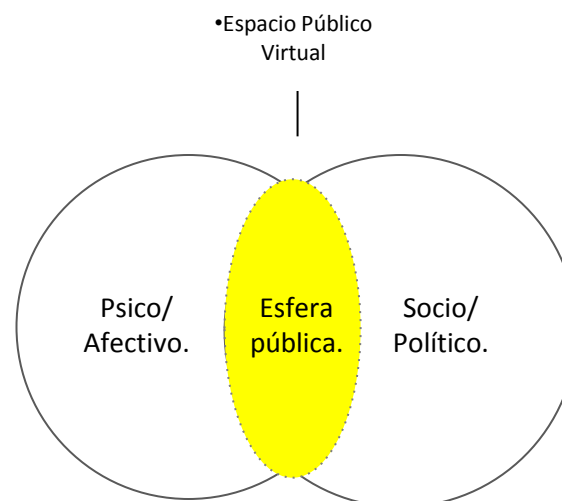 •Espacio Público
Virtual
Psico/
Afectivo.
Esfera
pública.
Socio/
Político.